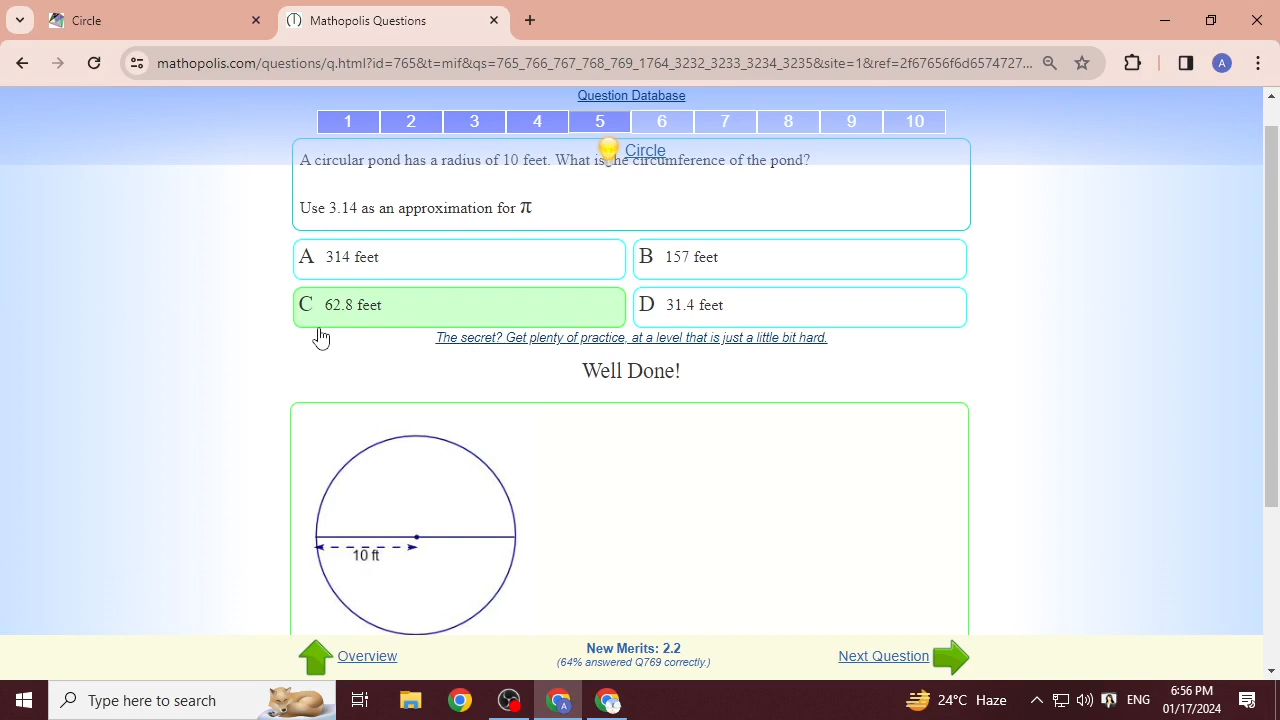 Circle
Mathopolis Questions
mathopolis.com/questions/q.html?id=765&t=mif&qs=765_766_767_768_769_1764_3232_3233_3234_3235&site=1&ref=2f67656f6d6574727...
A
Question Database
1 2 3 4 5 6 7 8 9 10
Circle
A circular pond has a radius of 10 feet. What is the circumference of the pond?
Use 3.14 as an approximation for π
A 314 feet
B 157 feet
C 62.8 feet
D 31.4 feet
The secret? Get plenty of practice, at a level that is just a little bit hard.
Well Done!
10 ft
Overview
New Merits: 2.2
(64% answered Q769 correctly.)
Next Question
Type here to search
24°C Haze
ENG
6:56 PM
01/17/2024